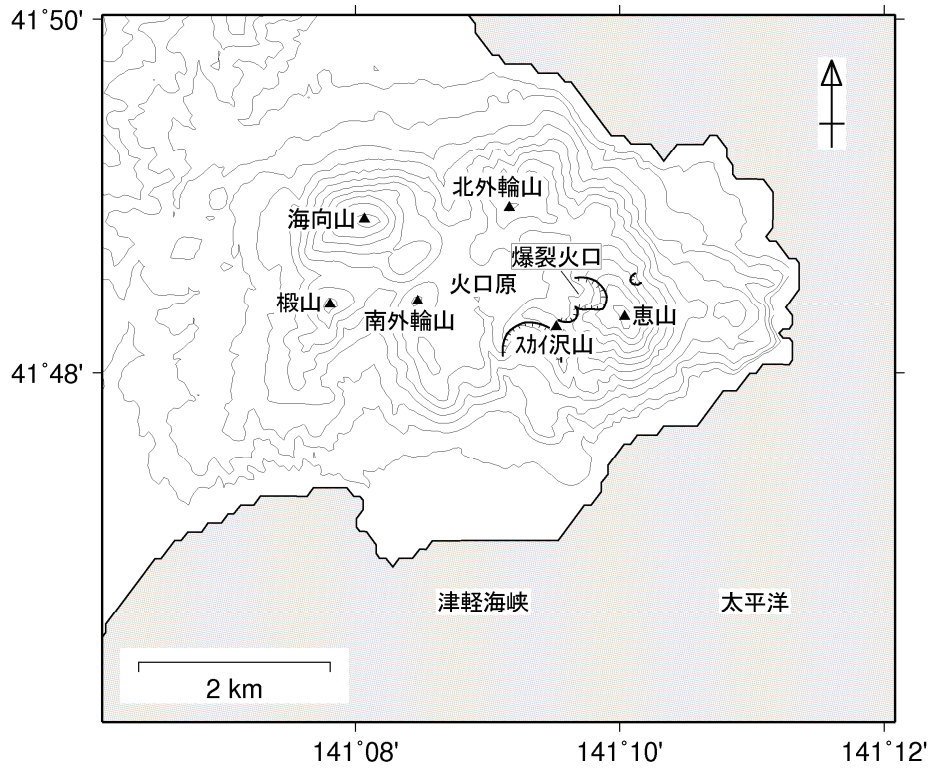 41˚50'
北外輪山
海向山
爆裂火口
火口原
椴山
南外輪山
恵山
ｽｶｲ沢山
41˚48'
津軽海峡
太平洋
2 km
141˚08'
141˚10'
141˚12'